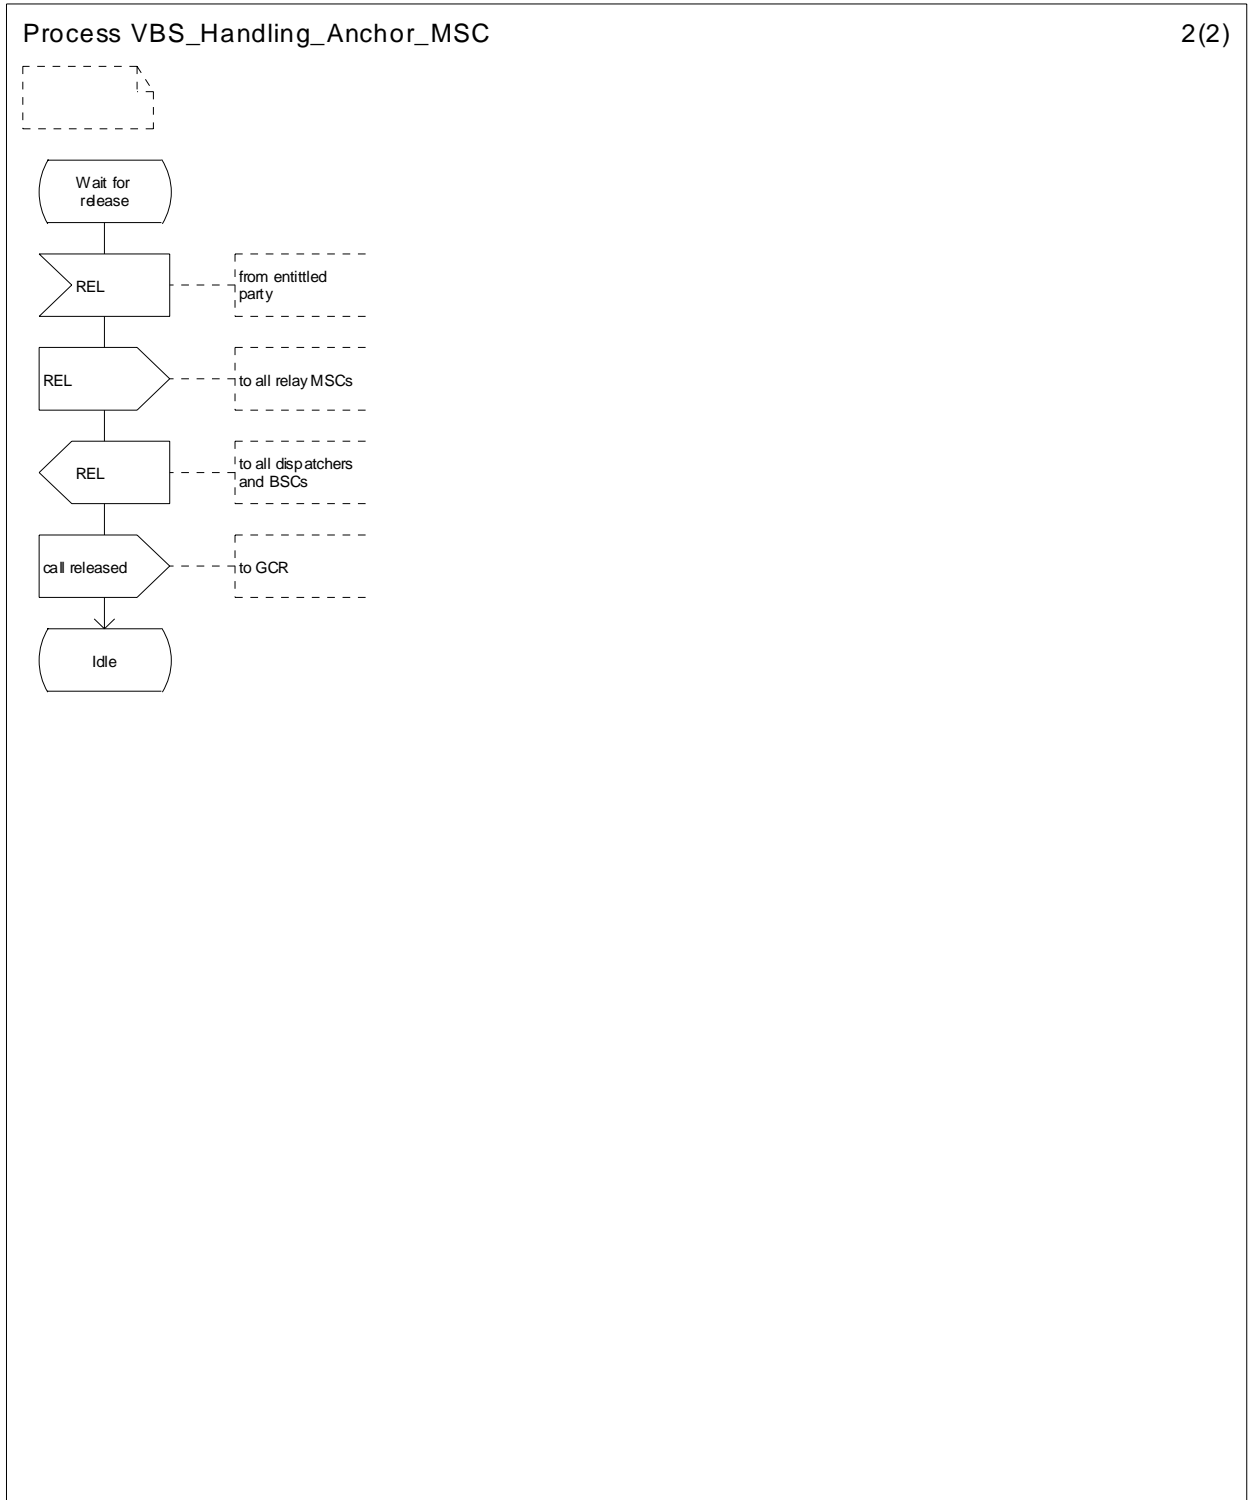 Process VBS_Handling_Anchor_MSC 2(2)
Wait for
release
REL
from entittled
party
REL
to all relay MSCs
REL
to all dispatchers
and BSCs
call released
to GCR
Idle